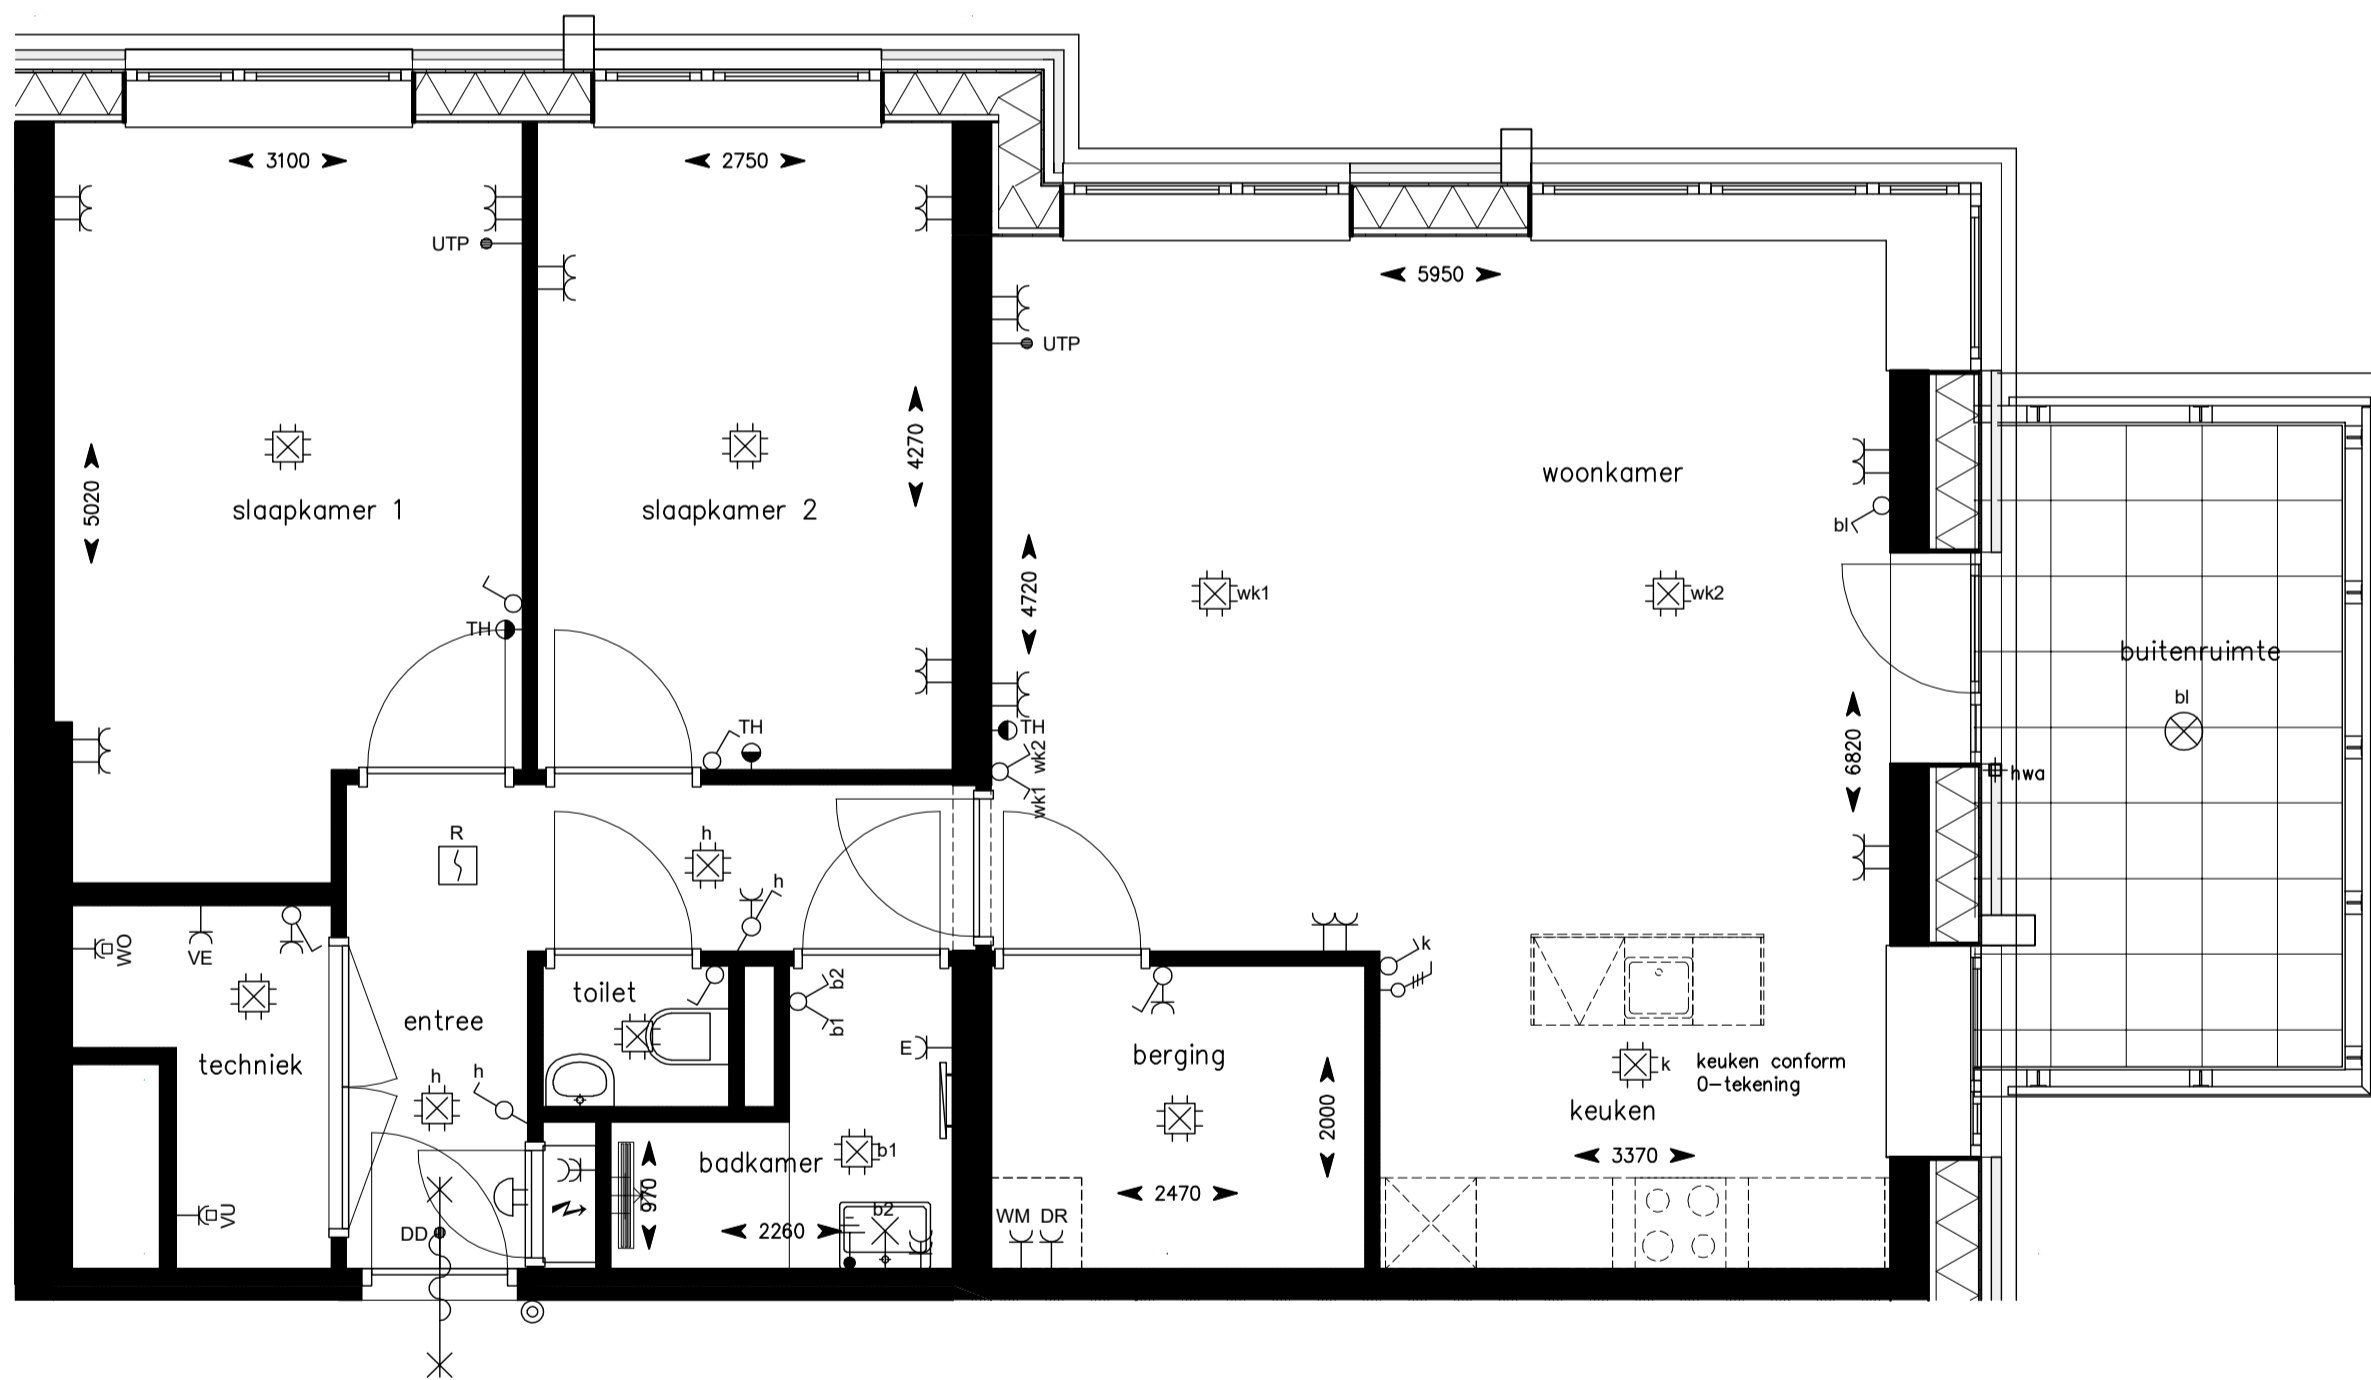 3100
2750
5950
UTP
UTP
5020
4270
4720
slaapkamer 1
slaapkamer 2
woonkamer
bl
wk1
wk2
buitenruimte
bl
TH
TH
TH
wk2
wk1
6820
hwa
R
h
h
k
WO
VE
toilet
b2
b1
entree
E
techniek
berging
k
keuken conform
0-tekening
h
h
keuken
2000
badkamer
b1
970
3370
2470
VU
DD
2260
b2
WM
DR